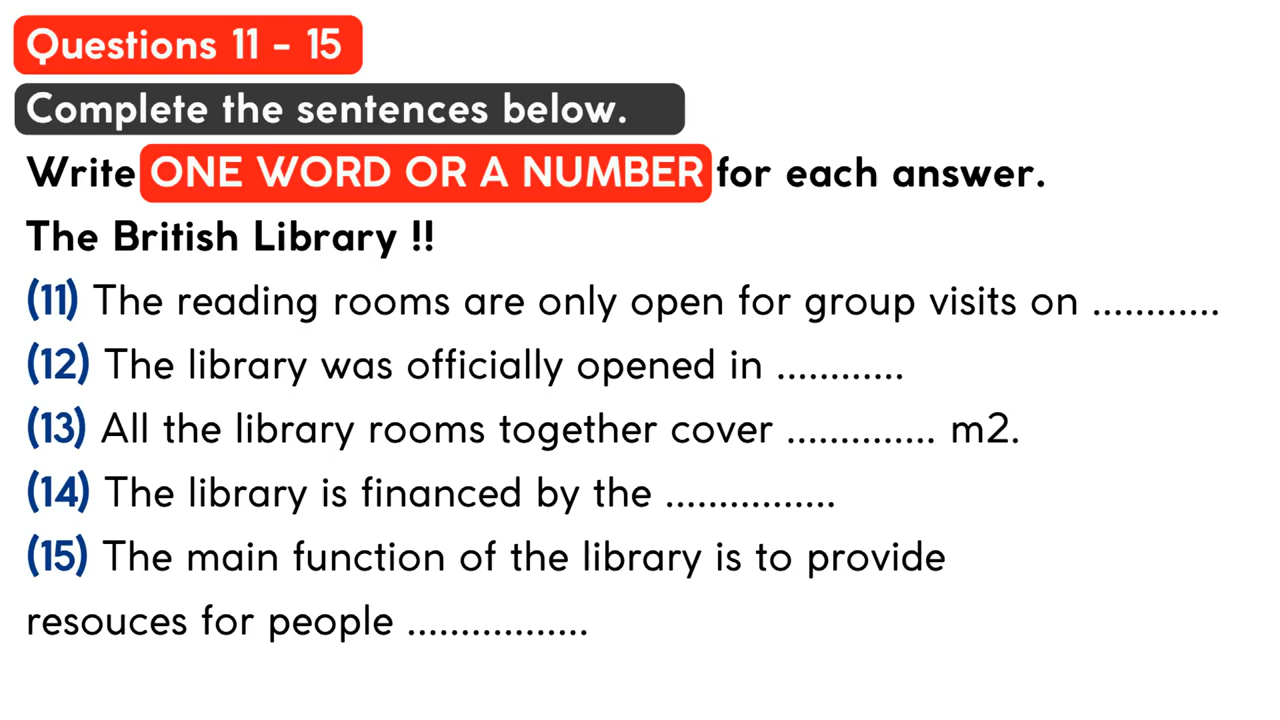 Questions 11 - 15
Complete the sentences below.
Write ONE WORD OR A NUMBER for each answer.
The British Library !!
(11) The reading rooms are only open for group visits on ............
(12) The library was officially opened in ............
(13) All the library rooms together cover .............. m2.
(14) The library is financed by the ................
(15) The main function of the library is to provide
resouces for people .................